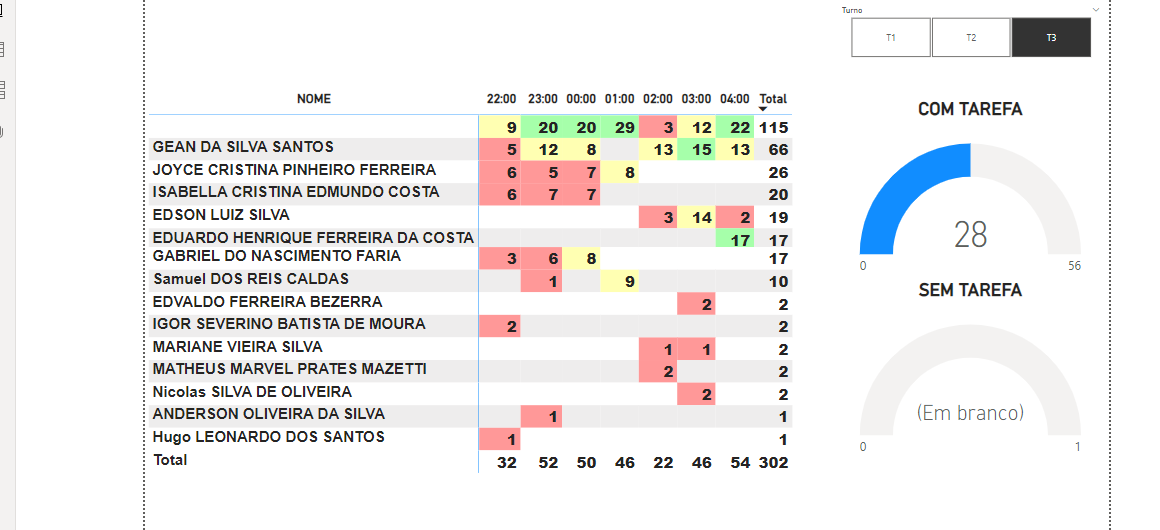 Turno
T1 T2 T3
NOME 22:00 23:00 00:00 01:00 02:00 03:00 04:00 Total
9 20 20 29 3 12 22 115
GEAN DA SILVA SANTOS 5 12 8 13 15 13 66
JOYCE CRISTINA PINHEIRO FERREIRA 6 5 7 8 26
ISABELLA CRISTINA EDMUNDO COSTA 6 7 7 20
EDSON LUIZ SILVA 3 14 2 19
EDUARDO HENRIQUE FERREIRA DA COSTA 17 17
GABRIEL DO NASCIMENTO FARIA 3 6 8 17
Samuel DOS REIS CALDAS 1 9 10
EDVALDO FERREIRA BEZERRA 2 2
IGOR SEVERINO BATISTA DE MOURA 2 2
MARIANE VIEIRA SILVA 1 1 2
MATHEUS MARVEL PRATES MAZETTI 2 2
Nicolas SILVA DE OLIVEIRA 2 2
ANDERSON OLIVEIRA DA SILVA 1 1
Hugo LEONARDO DOS SANTOS 1 1
Total 32 52 50 46 22 46 54 302
COM TAREFA
28
0 56
SEM TAREFA
(Em branco)
0 1